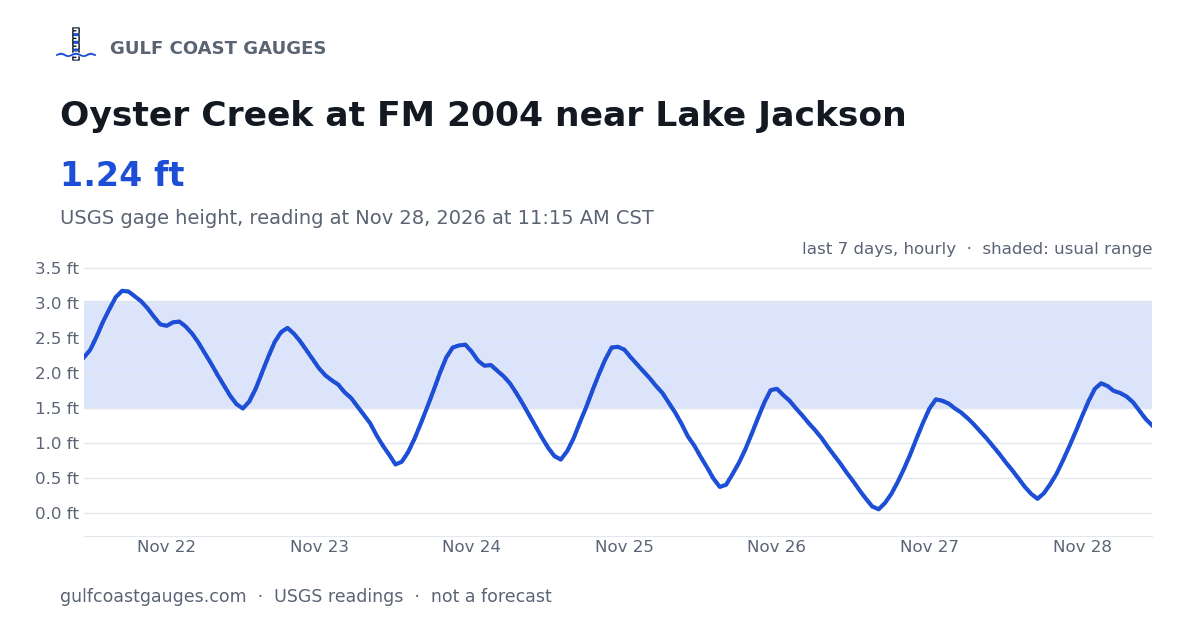 GULF COAST GAUGES
Oyster Creek at FM 2004 near Lake Jackson
1.24 ft
USGS gage height, reading at Nov 28, 2026 at 11:15 AM CST
last 7 days, hourly · shaded: usual range
3.5 ft
3.0 ft
2.5 ft
2.0 ft
1.5 ft
1.0 ft
0.5 ft
0.0 ft
Nov 22 Nov 23 Nov 24 Nov 25 Nov 26 Nov 27 Nov 28
gulfcoastgauges.com · USGS readings · not a forecast